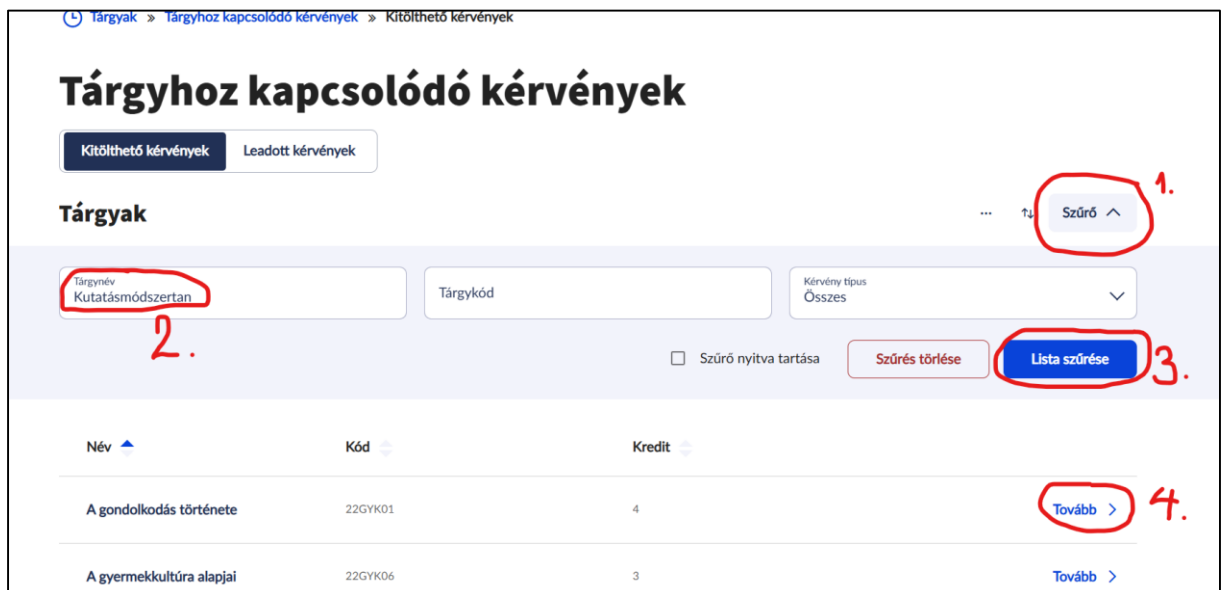 Tárgyak » Tárgyhoz kapcsolódó kérvények » Kitölthető kérvények
Tárgyhoz kapcsolódó kérvények
Kitölthető kérvények Leadott kérvények
1.
Tárgyak ... Szűrő
Tárgynév Kérvény típus
Kutatásmódszertan Tárgykód Összes
2.
Szűrő nyitva tartása Szűrés törlése Lista szűrése 3.
Név Kód Kredit
A gondolkodás története 22GYK01 4 Tovább > 4.
A gyermekkultúra alapjai 22GYK06 3 Tovább >